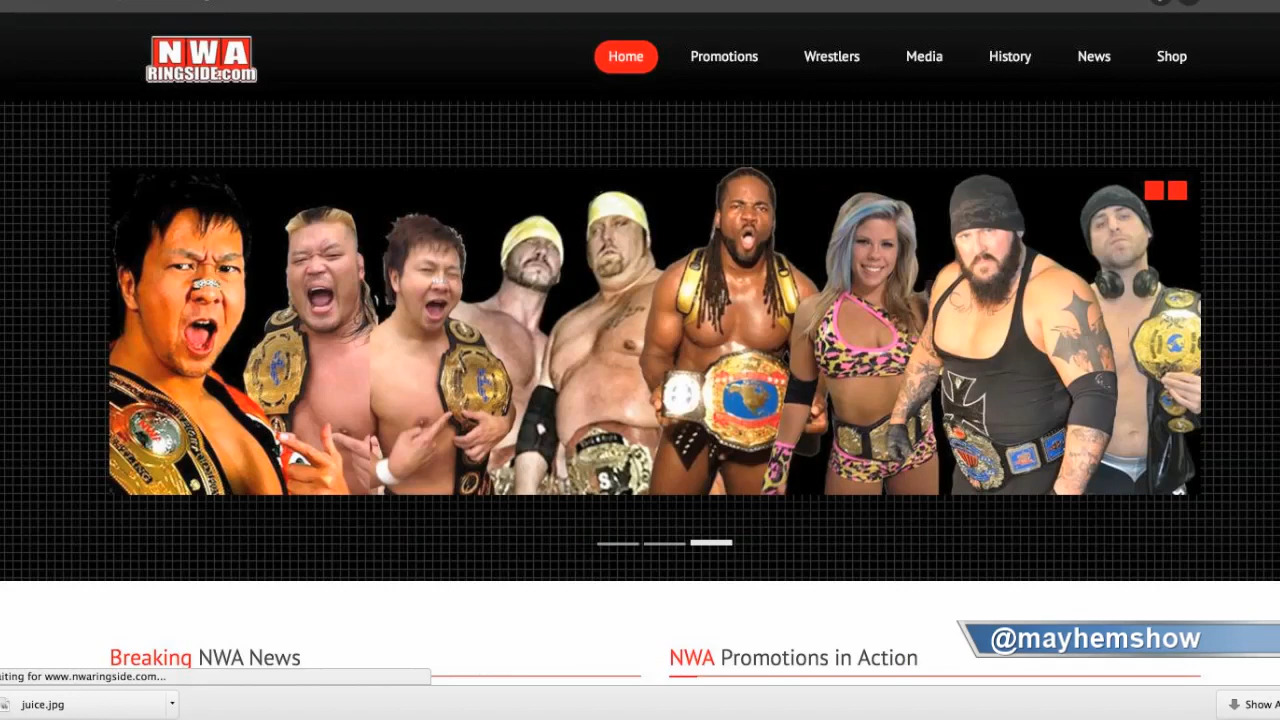 NWA
RINGSIDE.com
Home
Promotions
Wrestlers
Media
History
News
Shop
@mayhemshow
Breaking NWA News
NWA Promotions in Action
iting for www.nwaringside.com...
juice.jpg
Show A